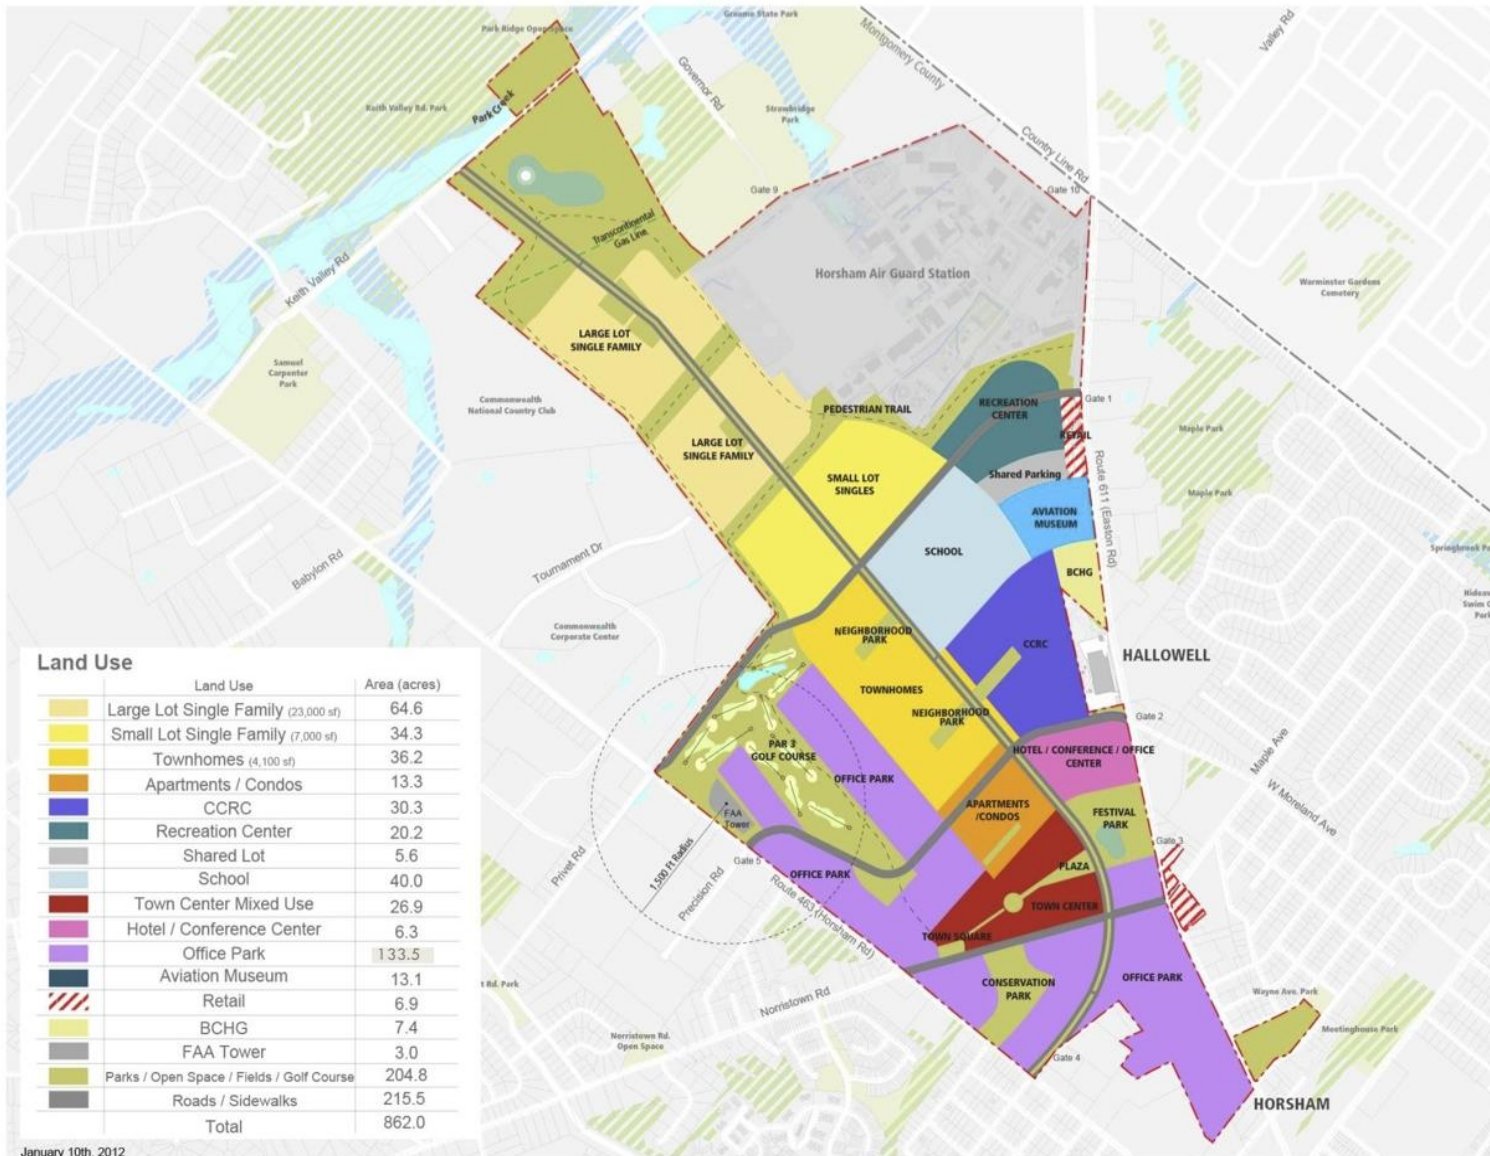 Graeme State Park
Park Ridge Open Space
Montgomery County
Valley Rd
Governor Rd
Keith Valley Rd. Park
Park Creek
Strawbridge
Park
Country Line Rd
Gate 9
Gate 10
Transcontinental
Gas Line
Horsham Air Guard Station
Keith Valley Rd
Warminster Gardens
Cemetery
LARGE LOT
SINGLE FAMILY
Samuel
Carpenter
Park
Commonwealth
National Country Club
PEDESTRIAN TRAIL
RECREATION
CENTER
Gate 1
RETAIL
Maple Park
LARGE LOT
SINGLE FAMILY
SMALL LOT
SINGLES
Shared Parking
Maple Park
Route 611 (Easton Rd)
AVIATION
MUSEUM
SCHOOL
BCHG
Babylon Rd
Tournament Dr
Commonwealth
Corporate Center
NEIGHBORHOOD
PARK
CCRC
HALLOWELL
TOWNHOMES
NEIGHBORHOOD
PARK
Gate 2
PAR 3
GOLF COURSE
HOTEL / CONFERENCE / OFFICE
CENTER
Maple Ave
OFFICE PARK
W Moreland Ave
FAA
Tower
APARTMENTS
/CONDOS
FESTIVAL
PARK
Gate 3
1,500 Ft Radius
Privet Rd
Gate 5
Precision Rd
OFFICE PARK
PLAZA
Route 463 (Horsham Rd)
TOWN CENTER
TOWN SQUARE
CONSERVATION
PARK
OFFICE PARK
Norristown Rd
Wayne Ave. Park
Meetinghouse Park
Norristown Rd.
Open Space
Gate 4
HORSHAM
Land Use
Land Use Area (acres)
Large Lot Single Family (23,000 sf) 64.6
Small Lot Single Family (7,000 sf) 34.3
Townhomes (4,100 sf) 36.2
Apartments / Condos 13.3
CCRC 30.3
Recreation Center 20.2
Shared Lot 5.6
School 40.0
Town Center Mixed Use 26.9
Hotel / Conference Center 6.3
Office Park 133.5
Aviation Museum 13.1
Retail 6.9
BCHG 7.4
FAA Tower 3.0
Parks / Open Space / Fields / Golf Course 204.8
Roads / Sidewalks 215.5
Total 862.0
January 10th, 2012